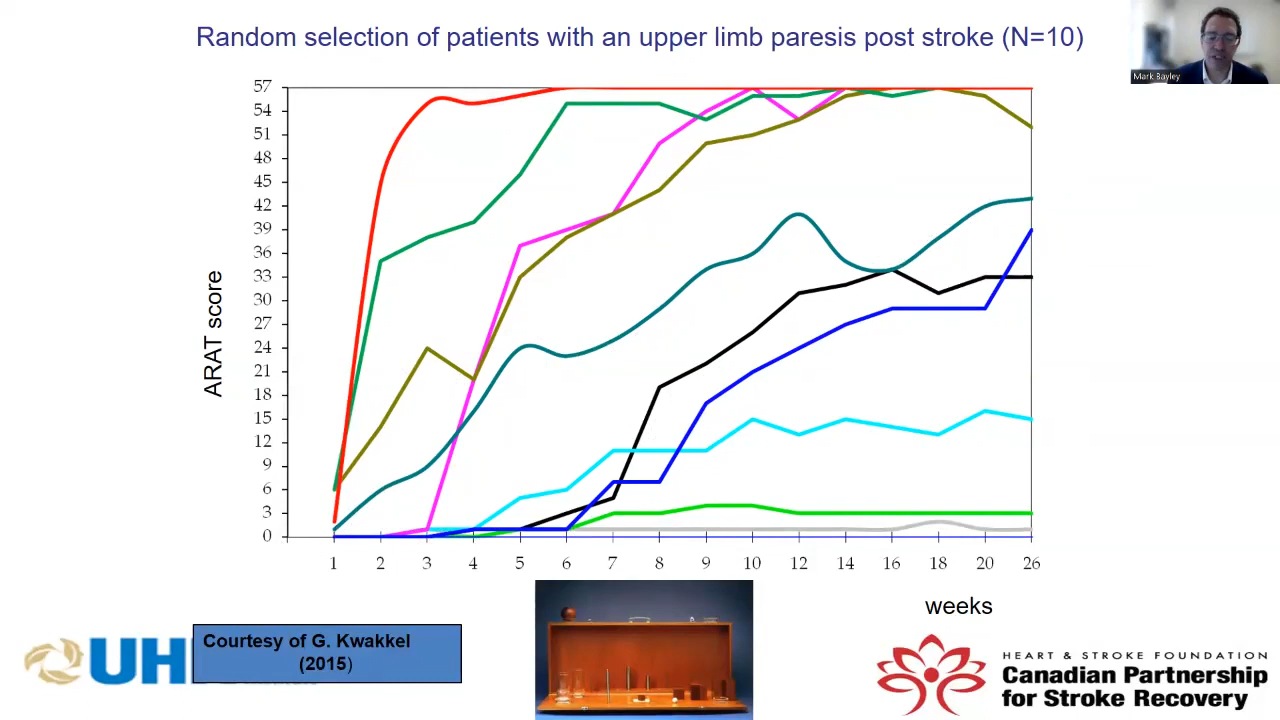 Random selection of patients with an upper limb paresis post stroke (N=10)
Mark Bayley
57
54
51
48
45
42
39
36
33
30
27
24
21
18
15
12
9
6
3
0
ARAT score
1 2 3 4 5 6 7 8 9 10 12 14 16 18 20 26
weeks
UH
Courtesy of G. Kwakkel
(2015)
HEART & STROKE FOUNDATION
Canadian Partnership
for Stroke Recovery